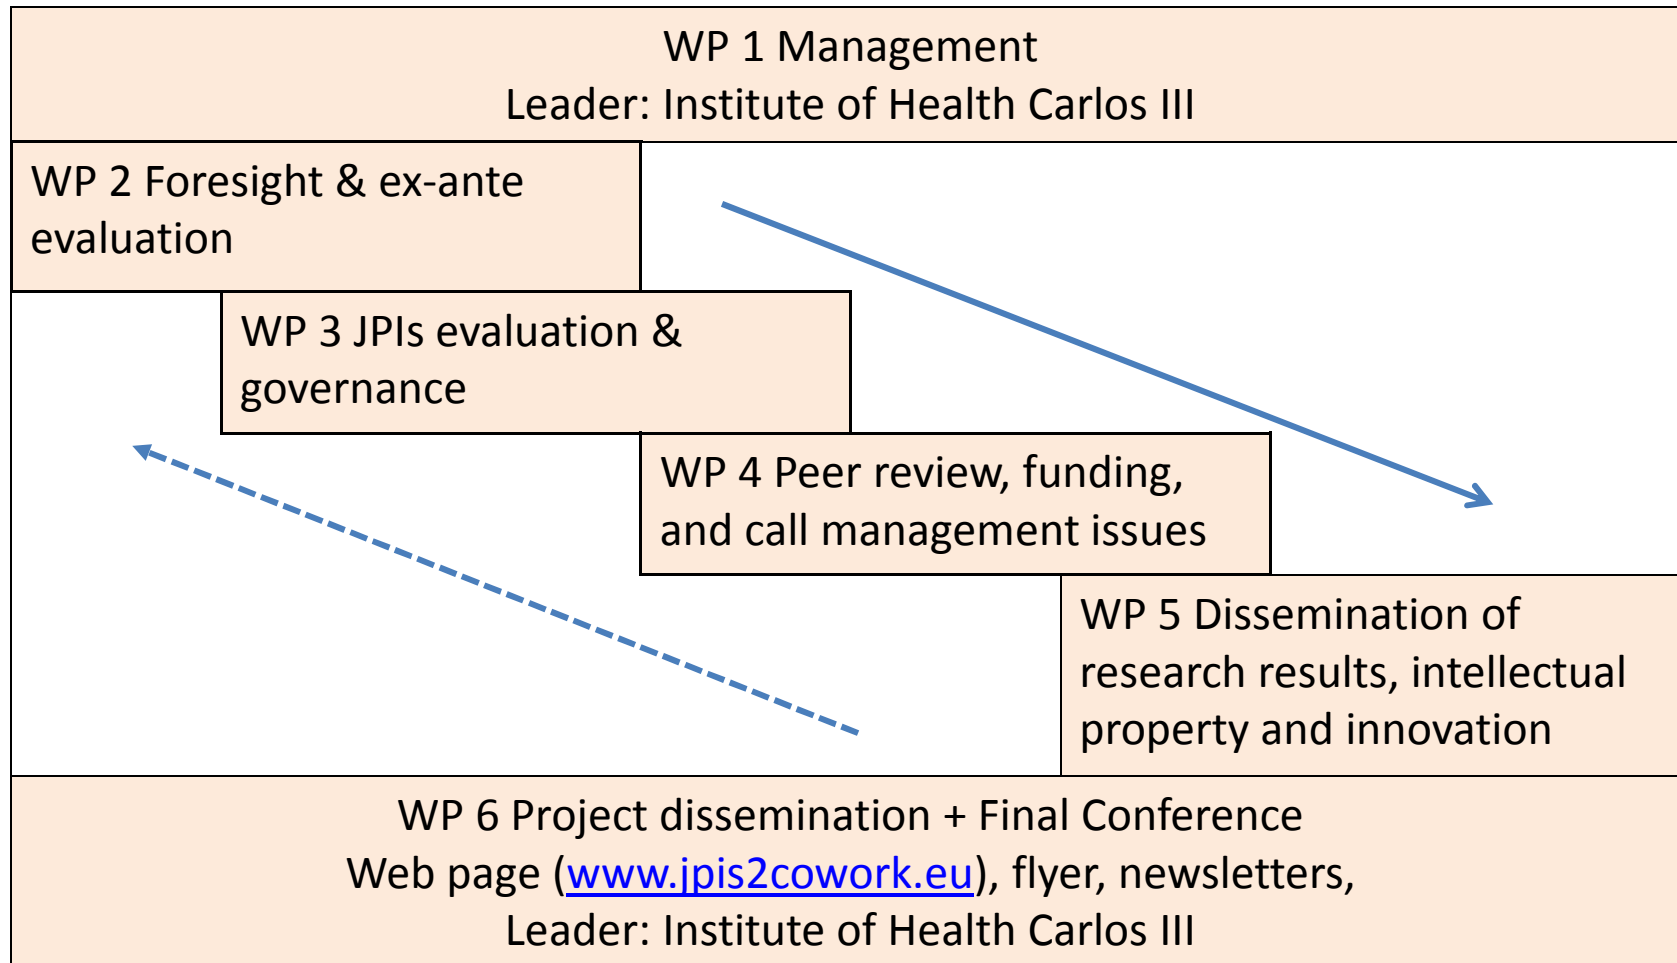 WP 1 Management
Leader: Institute of Health Carlos III
WP 2 Foresight & ex-ante
evaluation
WP 3 JPIs evaluation &
governance
WP 4 Peer review, funding,
and call management issues
WP 5 Dissemination of
research results, intellectual
property and innovation
WP 6 Project dissemination + Final Conference
Web page (www.jpis2cowork.eu), flyer, newsletters,
Leader: Institute of Health Carlos III